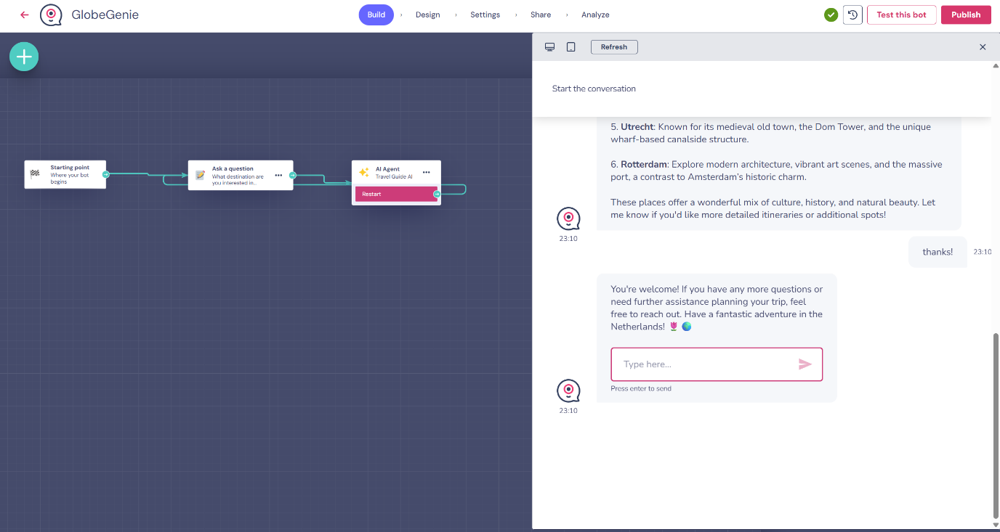 GlobeGenie
Build
Design
Settings
Share
Analyze
Test this bot
Publish
Refresh
Start the conversation
Starting point
Where your bot
begins
Ask a question
What destination are
you interested in...
AI Agent
Travel Guide AI
Restart
5. Utrecht: Known for its medieval old town, the Dom Tower, and the unique
wharf-based canalside structure.
6. Rotterdam: Explore modern architecture, vibrant art scenes, and the massive
port, a contrast to Amsterdam's historic charm.
These places offer a wonderful mix of culture, history, and natural beauty. Let
me know if you'd like more detailed itineraries or additional spots!
23:10
thanks!
23:10
You're welcome! If you have any more questions or
need further assistance planning your trip, feel
free to reach out. Have a fantastic adventure in the
Netherlands! 🌷 🌍
Type here...
Press enter to send
23:10